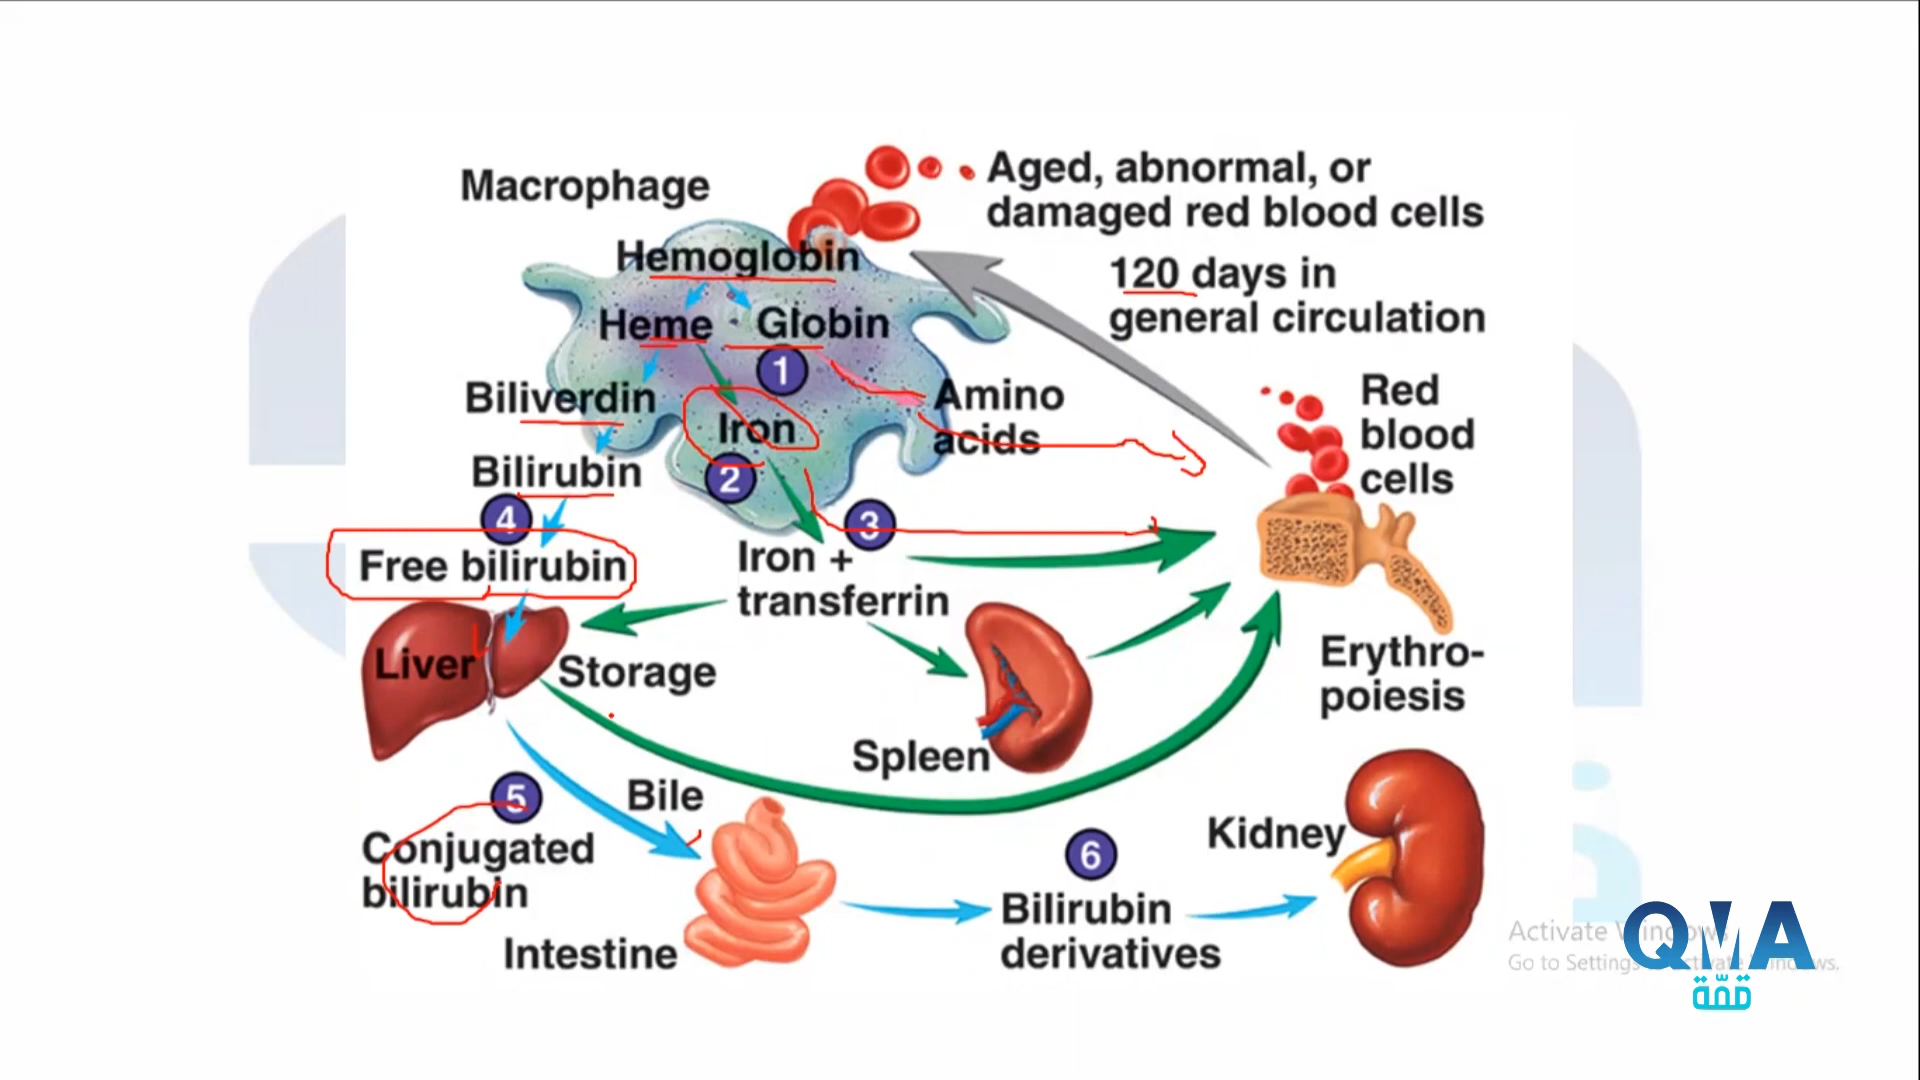 Macrophage
Aged, abnormal, or
damaged red blood cells
Hemoglobin
120 days in
general circulation
Heme
Globin
1
Biliverdin
Iron
Amino
acids
Red
blood
cells
2
Bilirubin
4
3
Free bilirubin
Iron +
transferrin
Liver
Storage
Erythro-
poiesis
Spleen
5
Bile
Conjugated
bilirubin
6
Kidney
Intestine
Bilirubin
derivatives
Activate Windows
Go to Settings to activate Windows.
QMA
قمّة